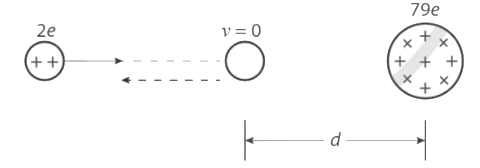 79e
2e
v = 0
+ +
+
× ×
+ + +
× ×
+
d